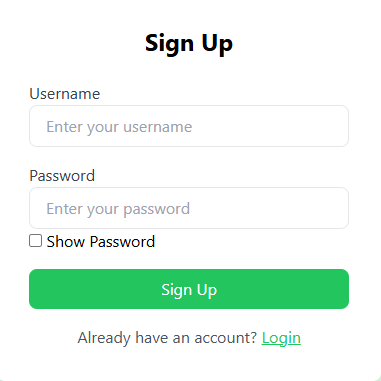 Sign Up
Username
Enter your username
Password
Enter your password
Show Password
Sign Up
Already have an account? Login